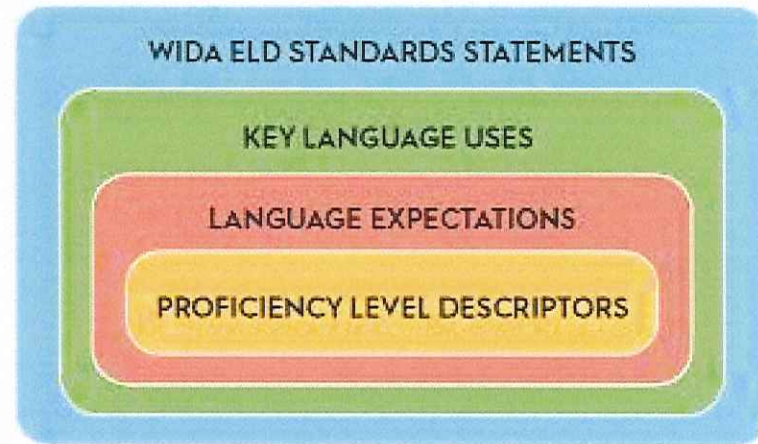 WIDA ELD STANDARDS STATEMENTS
KEY LANGUAGE USES
LANGUAGE EXPECTATIONS
PROFICIENCY LEVEL DESCRIPTORS